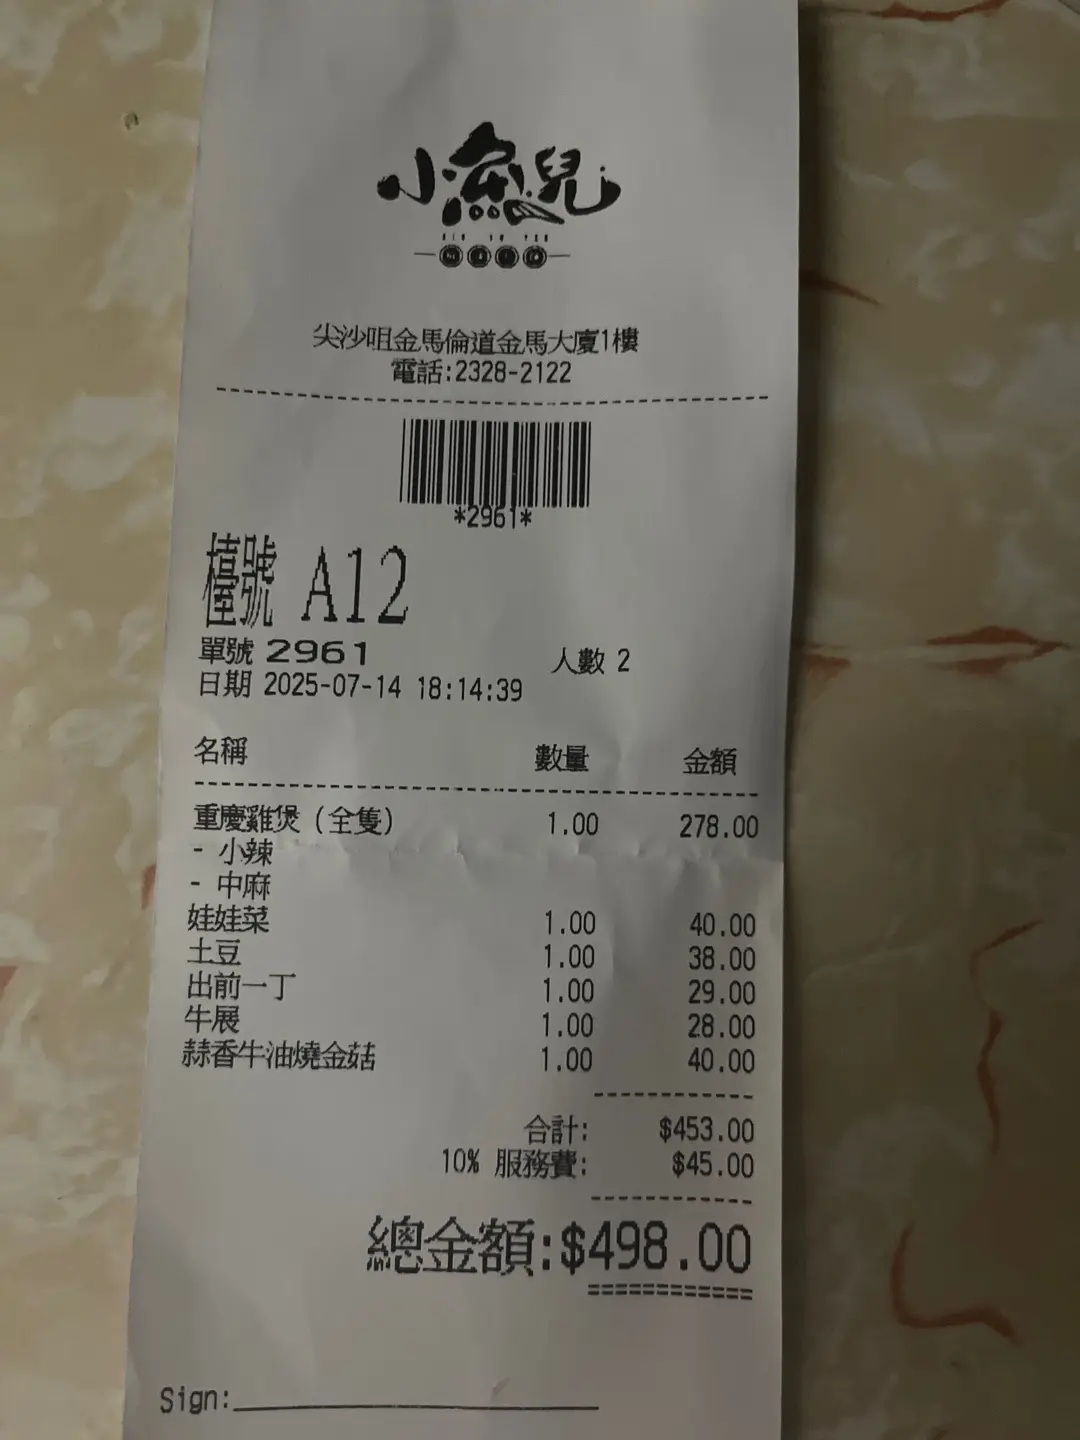 小魚兒
尖沙咀金馬倫道金馬大廈1樓
電話:2328-2122
*2961*
檯號 A12
單號 2961
人數 2
日期 2025-07-14 18:14:39
名稱 數量 金額
重慶雞煲(全隻) 1.00 278.00
- 小辣
- 中麻
娃娃菜 1.00 40.00
土豆 1.00 38.00
出前一丁 1.00 29.00
牛展 1.00 28.00
蒜香牛油燒金菇 1.00 40.00
合計: $453.00
10% 服務費: $45.00
總金額:$498.00
Sign: